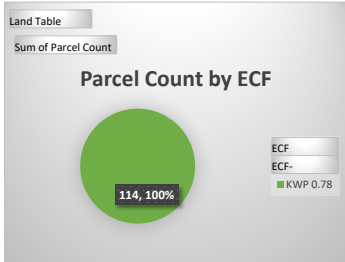 Land Table
Sum of Parcel Count
Parcel Count by ECF
114, 100%
ECF
ECF-
KWP 0.78